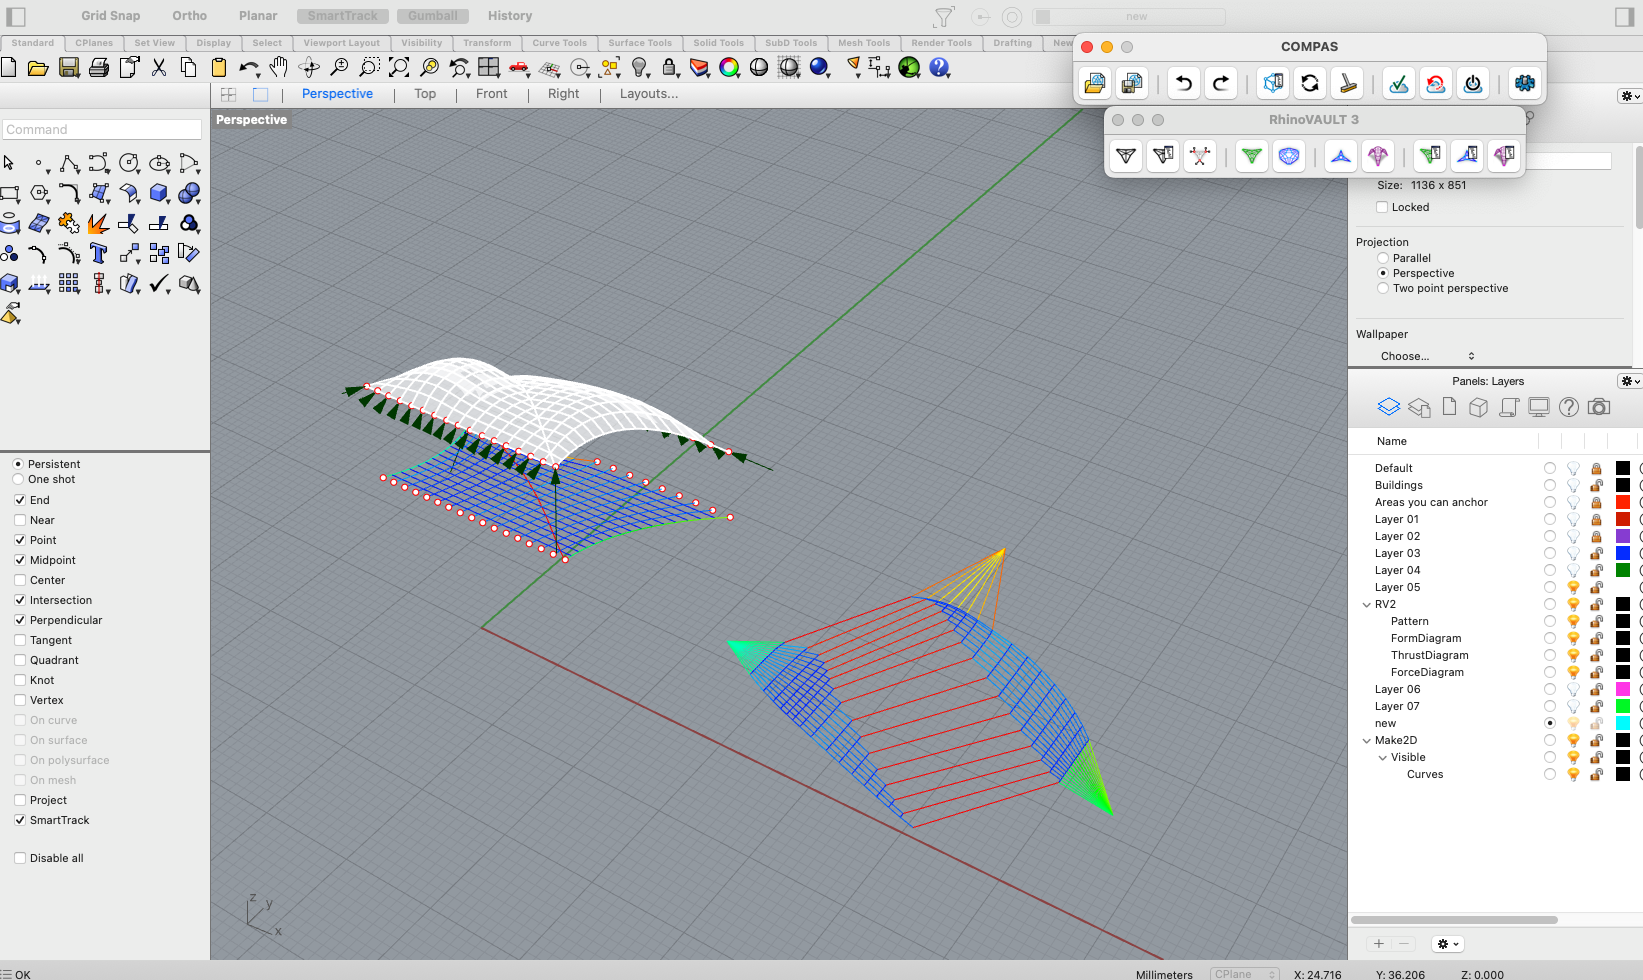 Grid Snap Ortho Planar SmartTrack Gumball History new
Standard CPlanes Set View Display Select Viewport Layout Visibility Transform Curve Tools Surface Tools Solid Tools SubD Tools Mesh Tools Render Tools Drafting New
COMPAS
Perspective Top Front Right Layouts...
Perspective
RhinoVAULT 3
Command
Size: 1136 x 851
Locked
Projection
Parallel
Perspective
Two point perspective
Wallpaper
Choose...
Panels: Layers
Name
Default
Buildings
Areas you can anchor
Layer 01
Layer 02
Layer 03
Layer 04
Layer 05
RV2
Pattern
FormDiagram
ThrustDiagram
ForceDiagram
Layer 06
Layer 07
new
Make2D
Visible
Curves
Persistent
One shot
End
Near
Point
Midpoint
Center
Intersection
Perpendicular
Tangent
Quadrant
Knot
Vertex
On curve
On surface
On polysurface
On mesh
Project
SmartTrack
Disable all
z
y
x
OK
Millimeters CPlane X: 24.716 Y: 36.206 Z: 0.000